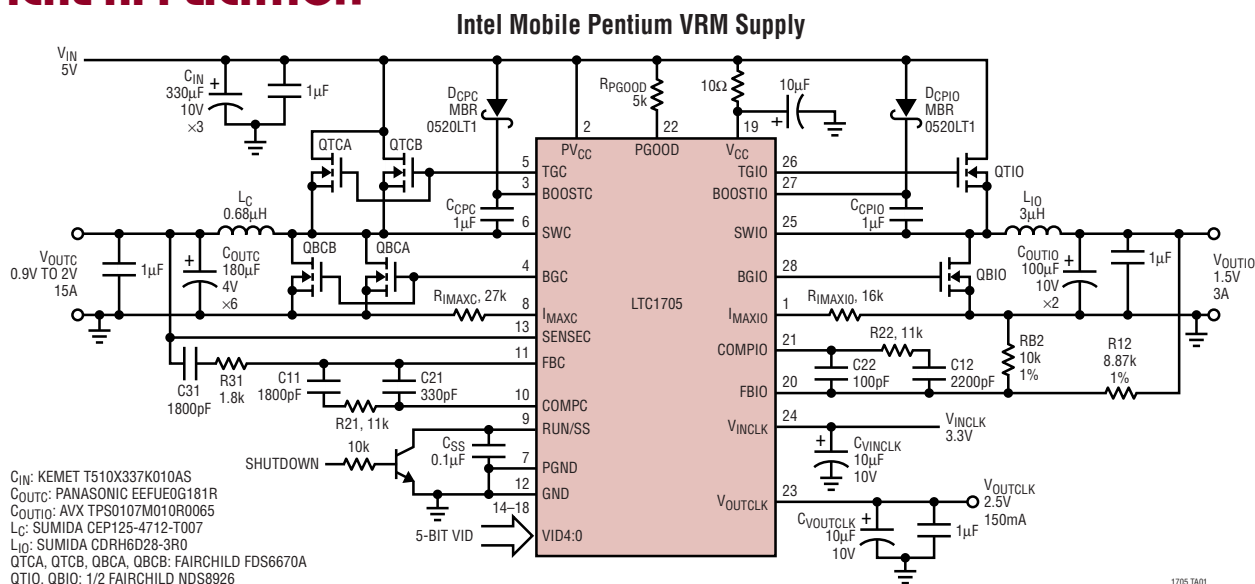 Intel Mobile Pentium VRM Supply
VIN
5V
CIN
330µF
10V
×3
+
1µF
QTCA
QTCB
DCPC
MBR
0520LT1
RPGOOD
5k
10Ω
10µF
+
DCPIO
MBR
0520LT1
2
22
19
PVCC
PGOOD
VCC
5
TGC
TGIO
26
QTIO
3
BOOSTC
BOOSTIO
27
LC
0.68µH
CCPC
1µF
CCPIO
1µF
LIO
3µH
6
SWC
SWIO
25
VOUTC
0.9V TO 2V
15A
1µF
+
COUTC
180µF
4V
×6
QBCB
QBCA
4
BGC
BGIO
28
QBIO
COUTIO
100µF
10V
×2
+
1µF
VOUTIO
1.5V
3A
LTC1705
RIMAXC, 27k
8
IMAXC
IMAXIO
1
RIMAXIO, 16k
13
SENSEC
COMPIO
21
R22, 11k
RB2
10k
1%
R12
8.87k
1%
11
FBC
C31
1800pF
R31
1.8k
C11
1800pF
C21
330pF
C22
100pF
C12
2200pF
FBIO
20
R21, 11k
10
COMPC
9
RUN/SS
VINCLK
24
VINCLK
3.3V
SHUTDOWN
10k
CSS
0.1µF
+
CVINCLK
10µF
10V
7
PGND
12
GND
VOUTCLK
23
VOUTCLK
2.5V
150mA
14–18
5-BIT VID
VID4:0
CVOUTCLK
10µF
10V
+
1µF
CIN: KEMET T510X337K010AS
COUTC: PANASONIC EEFUE0G181R
COUTIO: AVX TPS0107M010R0065
LC: SUMIDA CEP125-4712-T007
LIO: SUMIDA CDRH6D28-3R0
QTCA, QTCB, QBCA, QBCB: FAIRCHILD FDS6670A
QTIO, QBIO: 1/2 FAIRCHILD NDS8926
1705 TA01